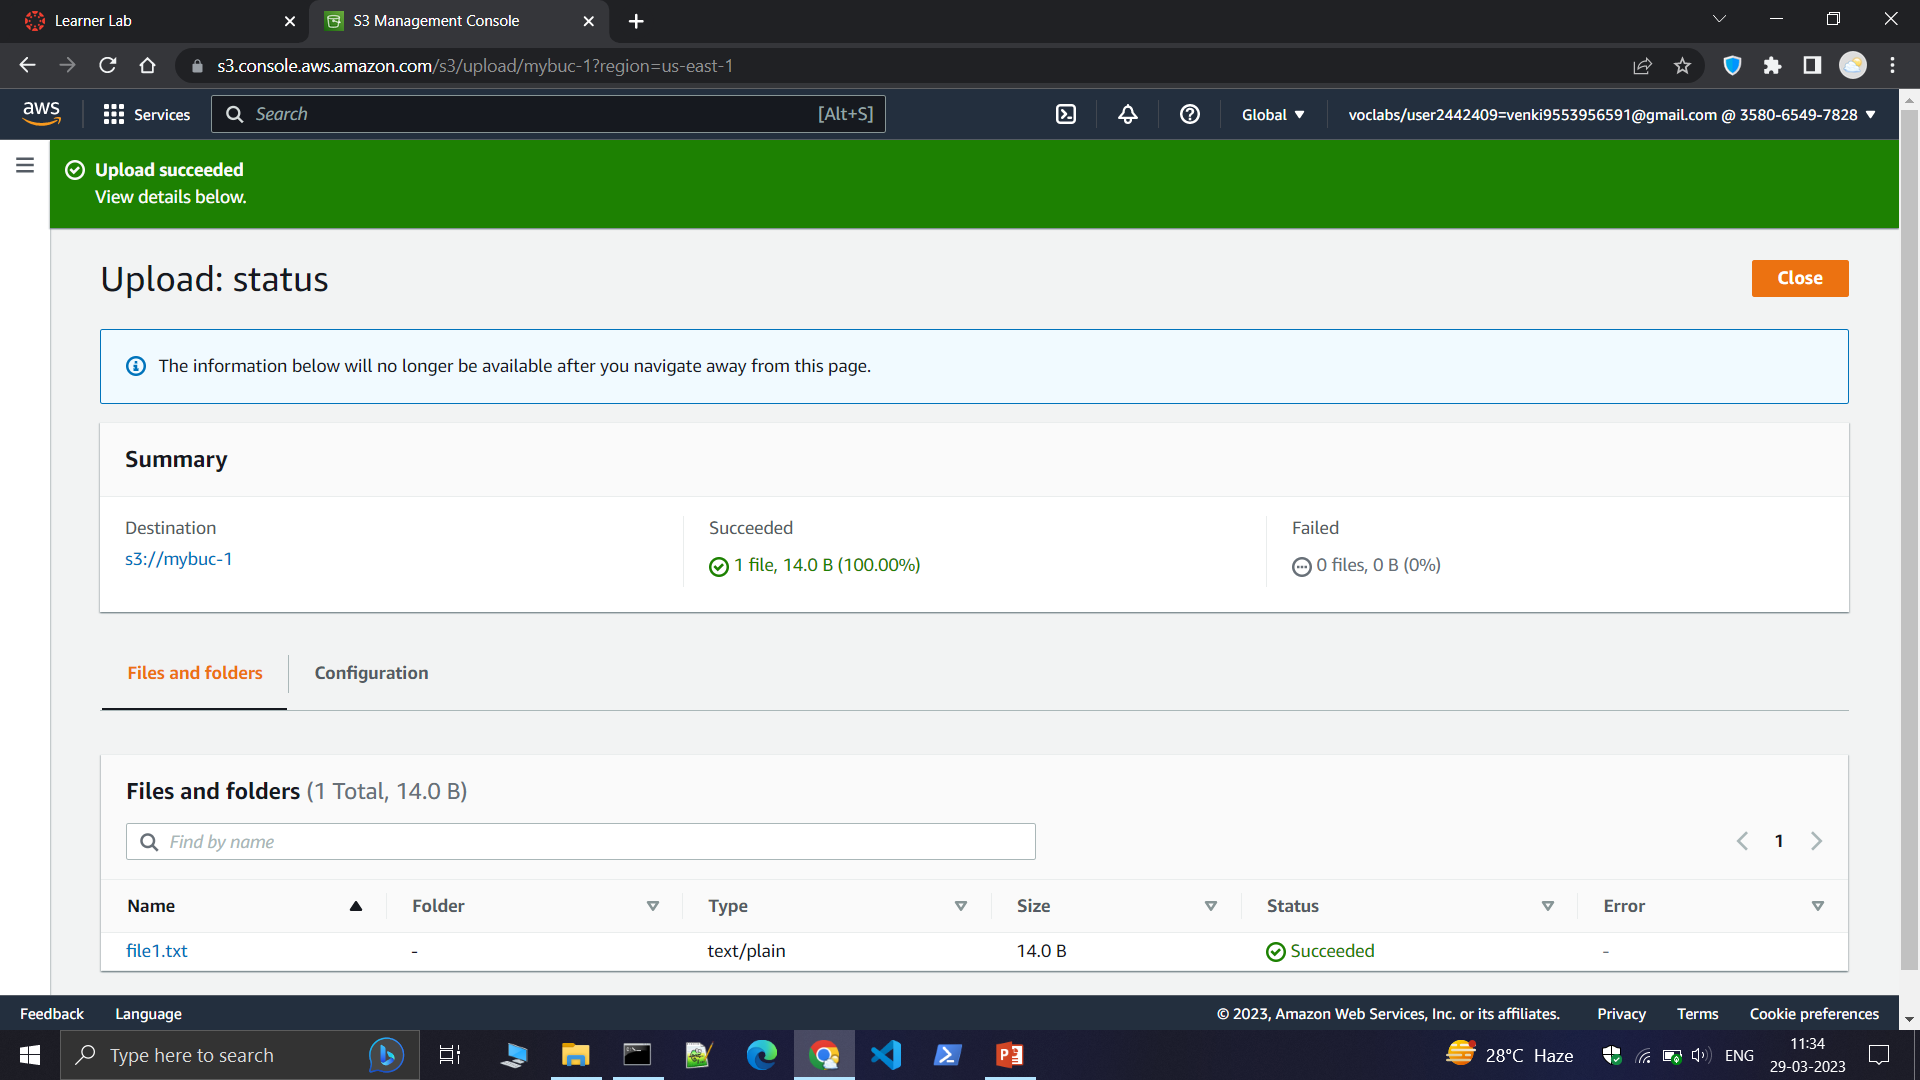 Learner Lab
S3 Management Console
s3.console.aws.amazon.com/s3/upload/mybuc-1?region=us-east-1
aws
Services
Search
[Alt+S]
Global
voclabs/user2442409=venki9553956591@gmail.com @ 3580-6549-7828
Upload succeeded
View details below.
Upload: status
Close
The information below will no longer be available after you navigate away from this page.
Summary
Destination
s3://mybuc-1
Succeeded
1 file, 14.0 B (100.00%)
Failed
0 files, 0 B (0%)
Files and folders
Configuration
Files and folders (1 Total, 14.0 B)
Find by name
1
Name Folder Type Size Status Error
file1.txt - text/plain 14.0 B Succeeded -
Feedback Language © 2023, Amazon Web Services, Inc. or its affiliates. Privacy Terms Cookie preferences
Type here to search
28°C Haze
ENG
11:34
29-03-2023